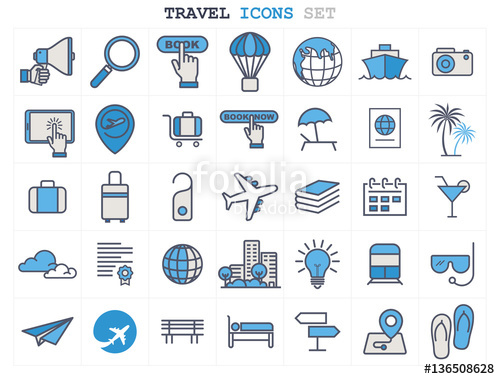 TRAVEL ICONS SET
BOOK
BOOK NOW
fotolia
#136508628